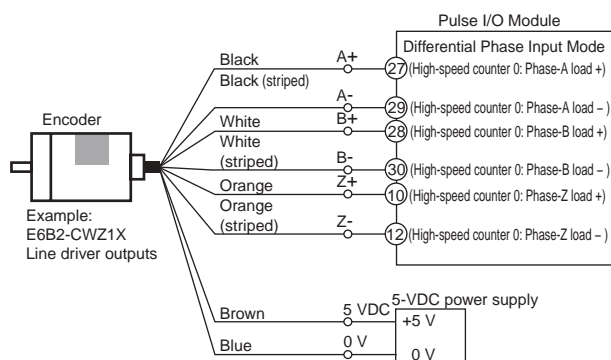 Pulse I/O Module
Differential Phase Input Mode
Black A+ 27 (High-speed counter 0: Phase-A load +)
Black (striped)
A- 29 (High-speed counter 0: Phase-A load −)
White B+ 28 (High-speed counter 0: Phase-B load +)
White
(striped) B- 30 (High-speed counter 0: Phase-B load −)
Orange Z+ 10 (High-speed counter 0: Phase-Z load +)
Orange
(striped) Z- 12 (High-speed counter 0: Phase-Z load −)
Encoder
Example:
E6B2-CWZ1X
Line driver outputs
5-VDC power supply
Brown 5 VDC +5 V
Blue 0 V 0 V